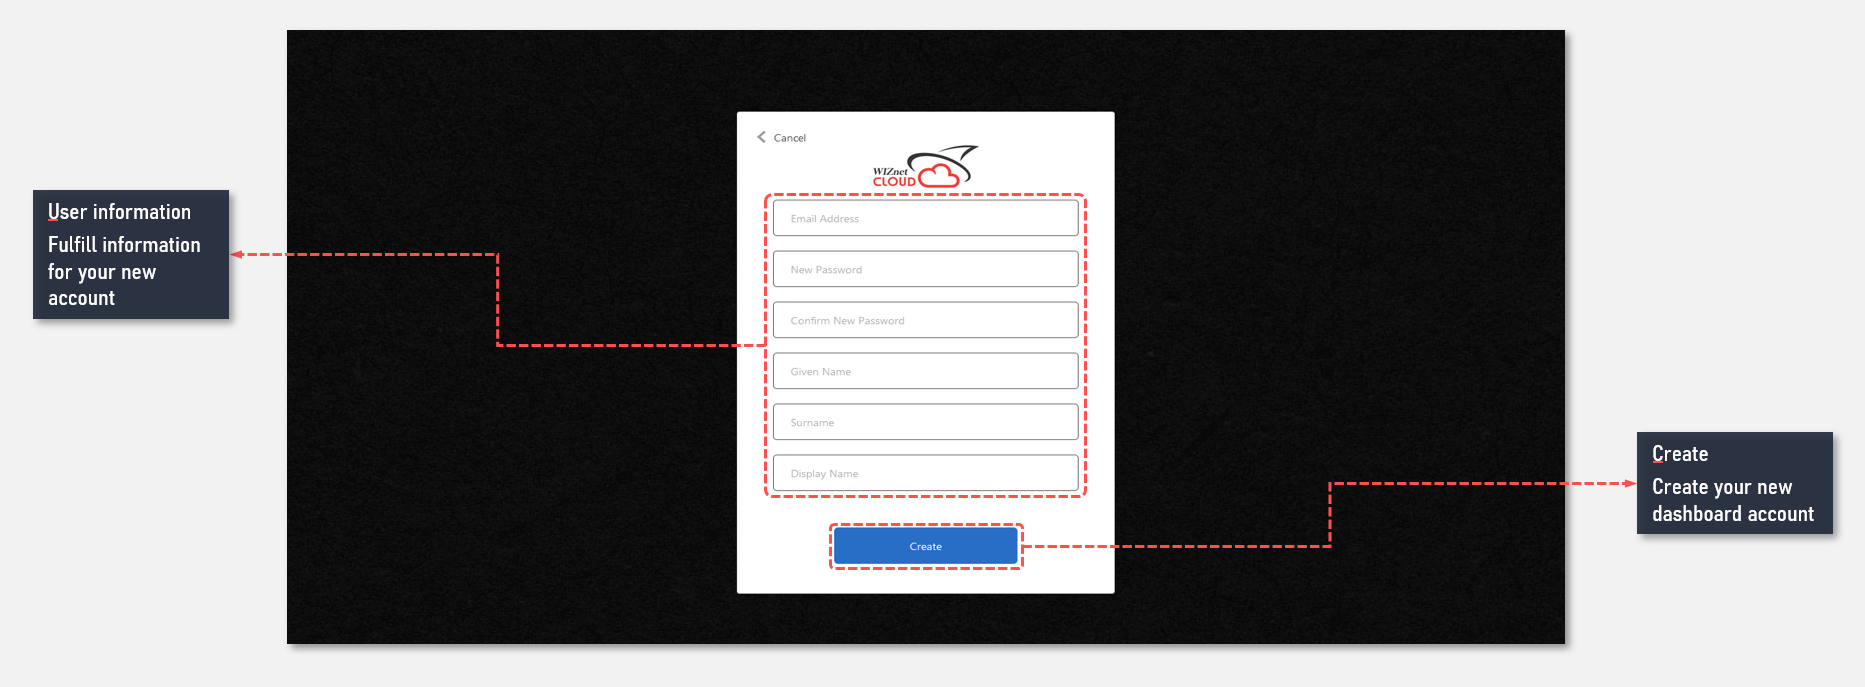 Cancel
WIZnet
CLOUD
User information
Fulfill information
for your new
account
Email Address
New Password
Confirm New Password
Given Name
Surname
Display Name
Create
Create
Create your new
dashboard account